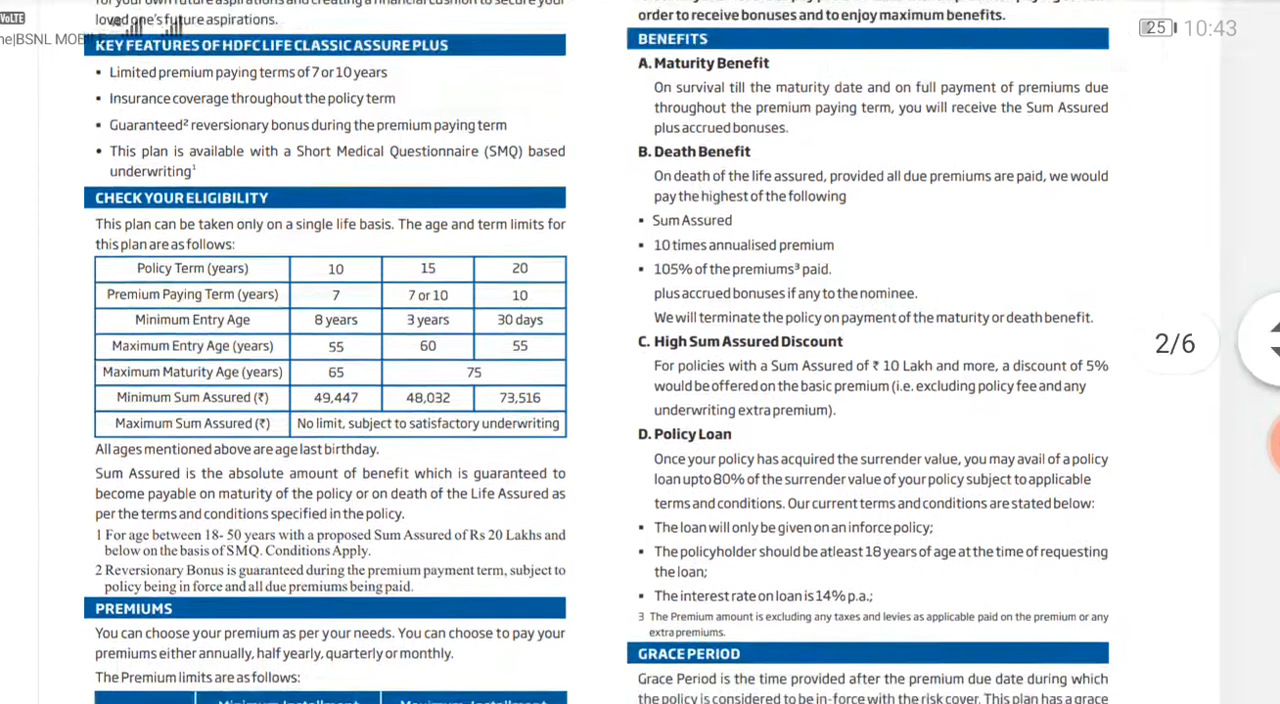 VoLTE
ne|BSNL MOB
25
10:43
loved one's future aspirations.
KEY FEATURES OF HDFC LIFE CLASSIC ASSURE PLUS
• Limited premium paying terms of 7 or 10 years
• Insurance coverage throughout the policy term
• Guaranteed² reversionary bonus during the premium paying term
• This plan is available with a Short Medical Questionnaire (SMQ) based
underwriting¹
CHECK YOUR ELIGIBILITY
This plan can be taken only on a single life basis. The age and term limits for
this plan are as follows:
Policy Term (years) 10 15 20
Premium Paying Term (years) 7 7 or 10 10
Minimum Entry Age 8 years 3 years 30 days
Maximum Entry Age (years) 55 60 55
Maximum Maturity Age (years) 65 75
Minimum Sum Assured (₹) 49,447 48,032 73,516
Maximum Sum Assured (₹) No limit, subject to satisfactory underwriting
All ages mentioned above are age last birthday.
Sum Assured is the absolute amount of benefit which is guaranteed to
become payable on maturity of the policy or on death of the Life Assured as
per the terms and conditions specified in the policy.
1 For age between 18- 50 years with a proposed Sum Assured of Rs 20 Lakhs and
below on the basis of SMQ. Conditions Apply.
2 Reversionary Bonus is guaranteed during the premium payment term, subject to
policy being in force and all due premiums being paid.
PREMIUMS
You can choose your premium as per your needs. You can choose to pay your
premiums either annually, half yearly, quarterly or monthly.
The Premium limits are as follows:
order to receive bonuses and to enjoy maximum benefits.
BENEFITS
A. Maturity Benefit
On survival till the maturity date and on full payment of premiums due
throughout the premium paying term, you will receive the Sum Assured
plus accrued bonuses.
B. Death Benefit
On death of the life assured, provided all due premiums are paid, we would
pay the highest of the following
• Sum Assured
• 10 times annualised premium
• 105% of the premiums³ paid.
plus accrued bonuses if any to the nominee.
We will terminate the policy on payment of the maturity or death benefit.
C. High Sum Assured Discount
For policies with a Sum Assured of ₹ 10 Lakh and more, a discount of 5%
would be offered on the basic premium (i.e. excluding policy fee and any
underwriting extra premium).
D. Policy Loan
Once your policy has acquired the surrender value, you may avail of a policy
loan upto 80% of the surrender value of your policy subject to applicable
terms and conditions. Our current terms and conditions are stated below:
• The loan will only be given on an inforce policy;
• The policyholder should be atleast 18 years of age at the time of requesting
the loan;
• The interest rate on loan is 14% p.a.;
3 The Premium amount is excluding any taxes and levies as applicable paid on the premium or any
extra premiums.
GRACE PERIOD
Grace Period is the time provided after the premium due date during which
the policy is considered to be in-force with the risk cover. This plan has a grace
2/6